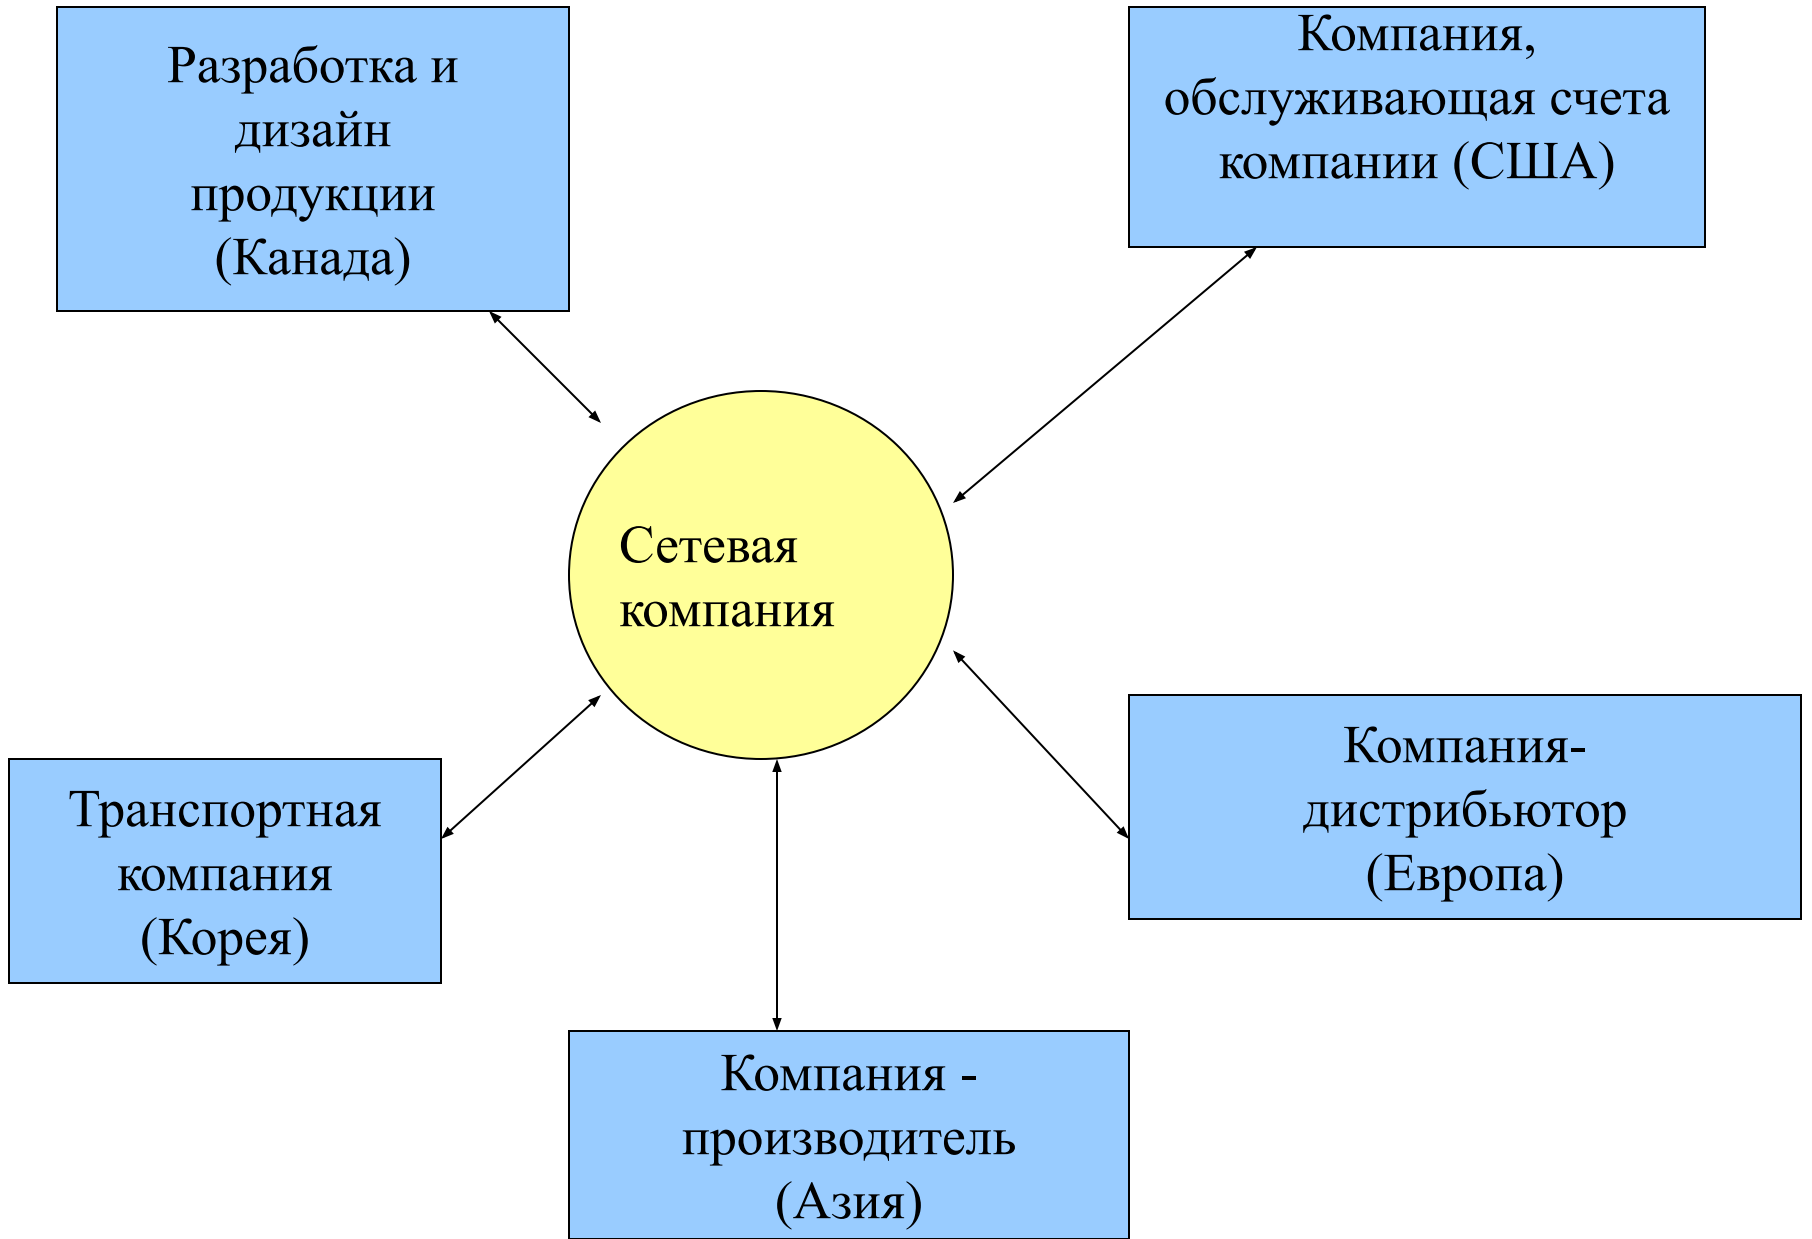 Разработка и
дизайн
продукции
(Канада)
Компания,
обслуживающая счета
компании (США)
Сетевая
компания
Транспортная
компания
(Корея)
Компания-
дистрибьютор
(Европа)
Компания -
производитель
(Азия)